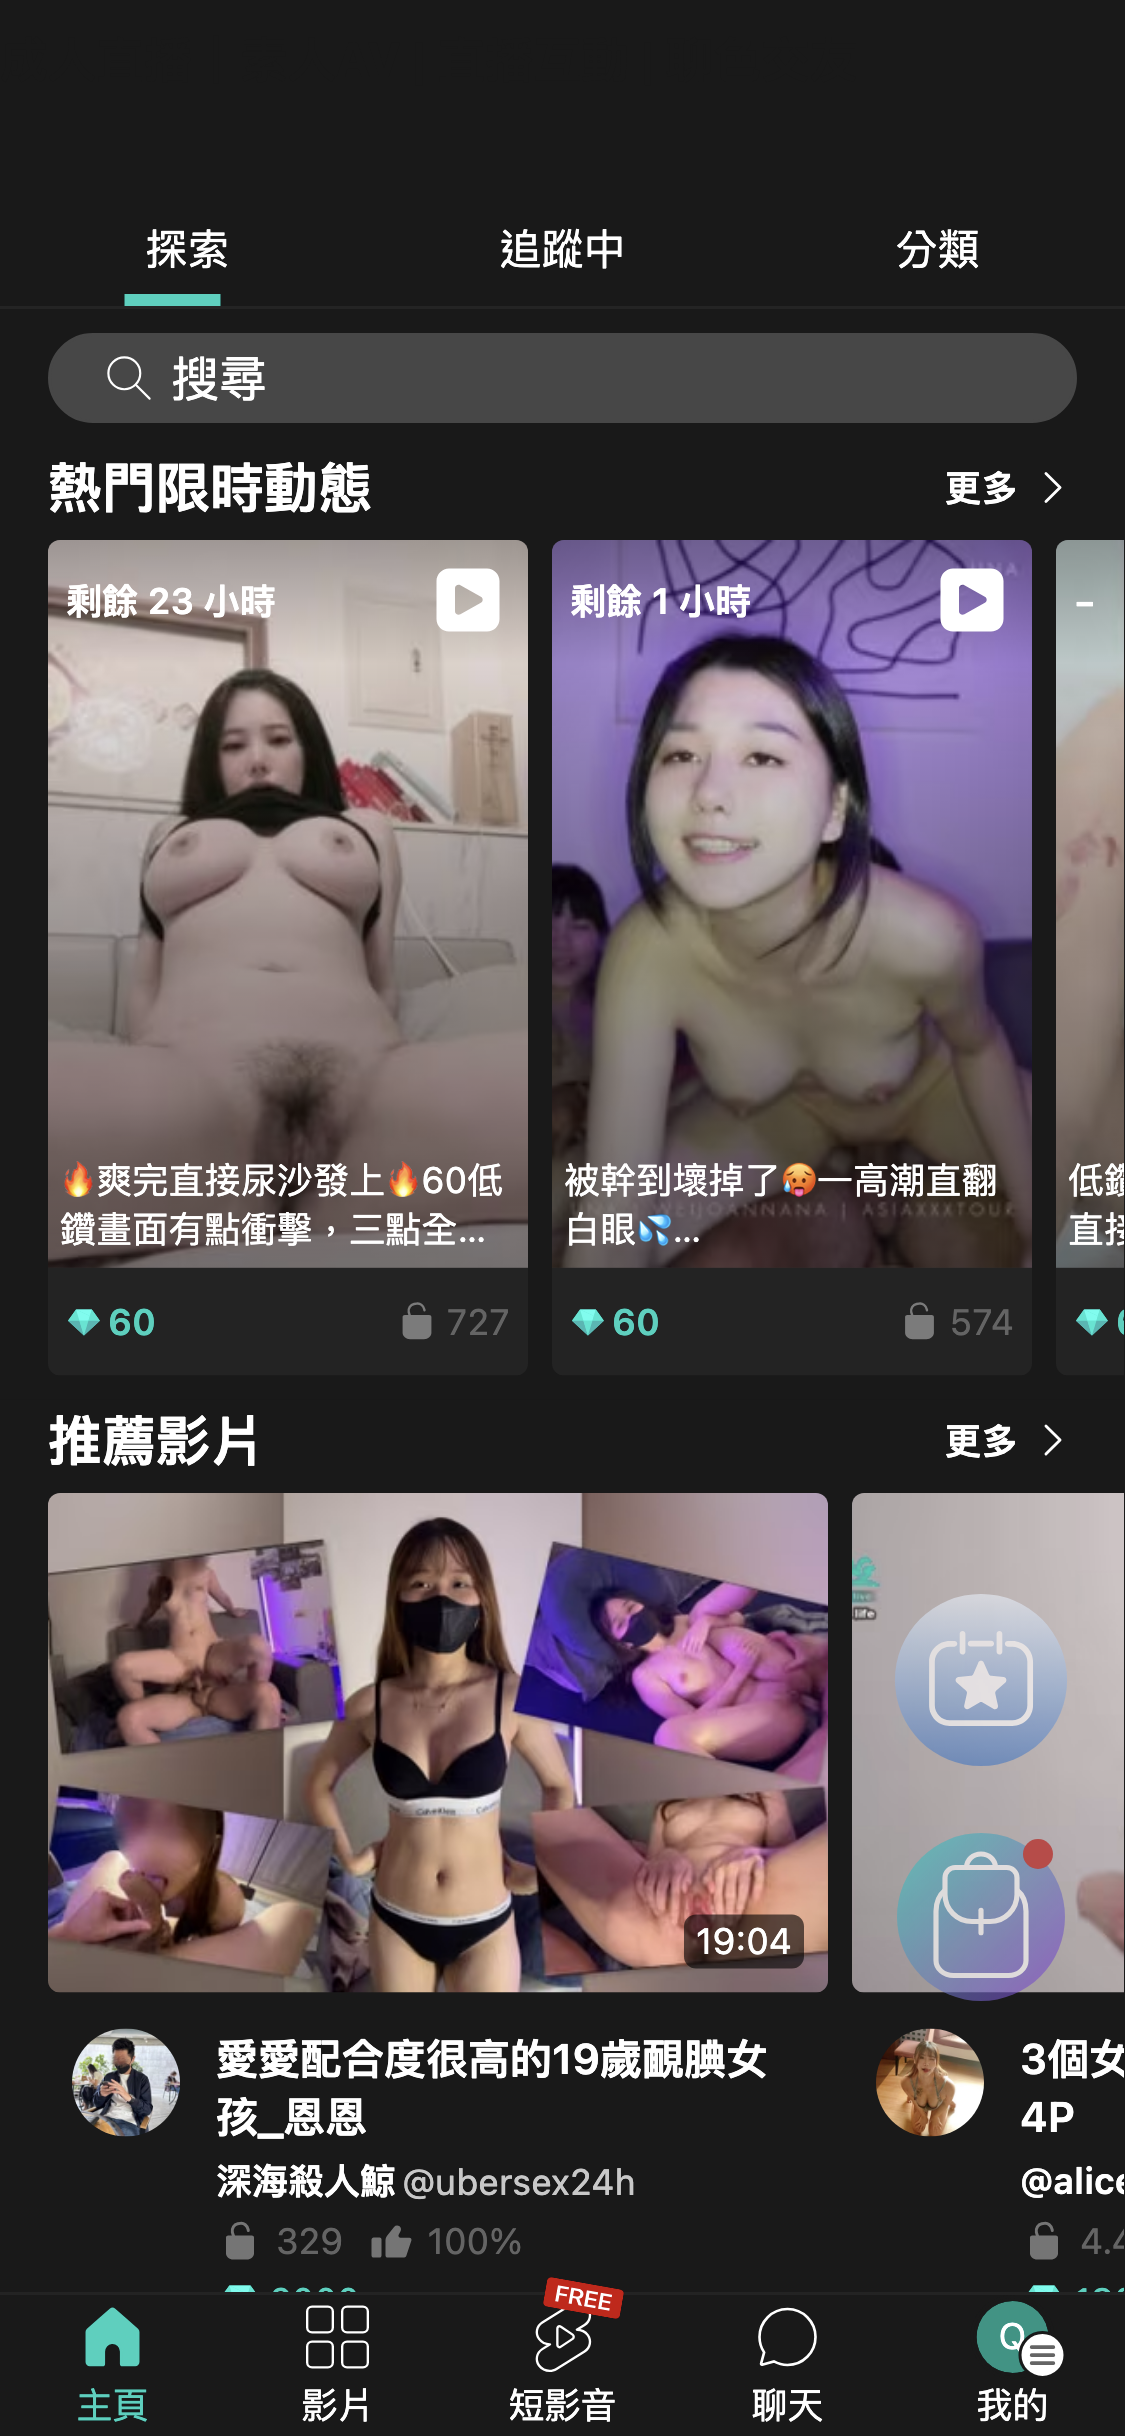 探索
追蹤中
分類
搜尋
熱門限時動態
更多
剩餘 23 小時
剩餘 1 小時
-
🔥爽完直接尿沙發上🔥60低
鑽畫面有點衝擊，三點全...
被幹到壞掉了🥵一高潮直翻
白眼💦...
JOANNANA | ASIAXXXTOUR
低
直
60
727
60
574
推薦影片
更多
life
19:04
愛愛配合度很高的19歲靦腆女
孩_恩恩
深海殺人鯨 @ubersex24h
329
100%
3個女
4P
@alice
4.4
FREE
Q
主頁
影片
短影音
聊天
我的